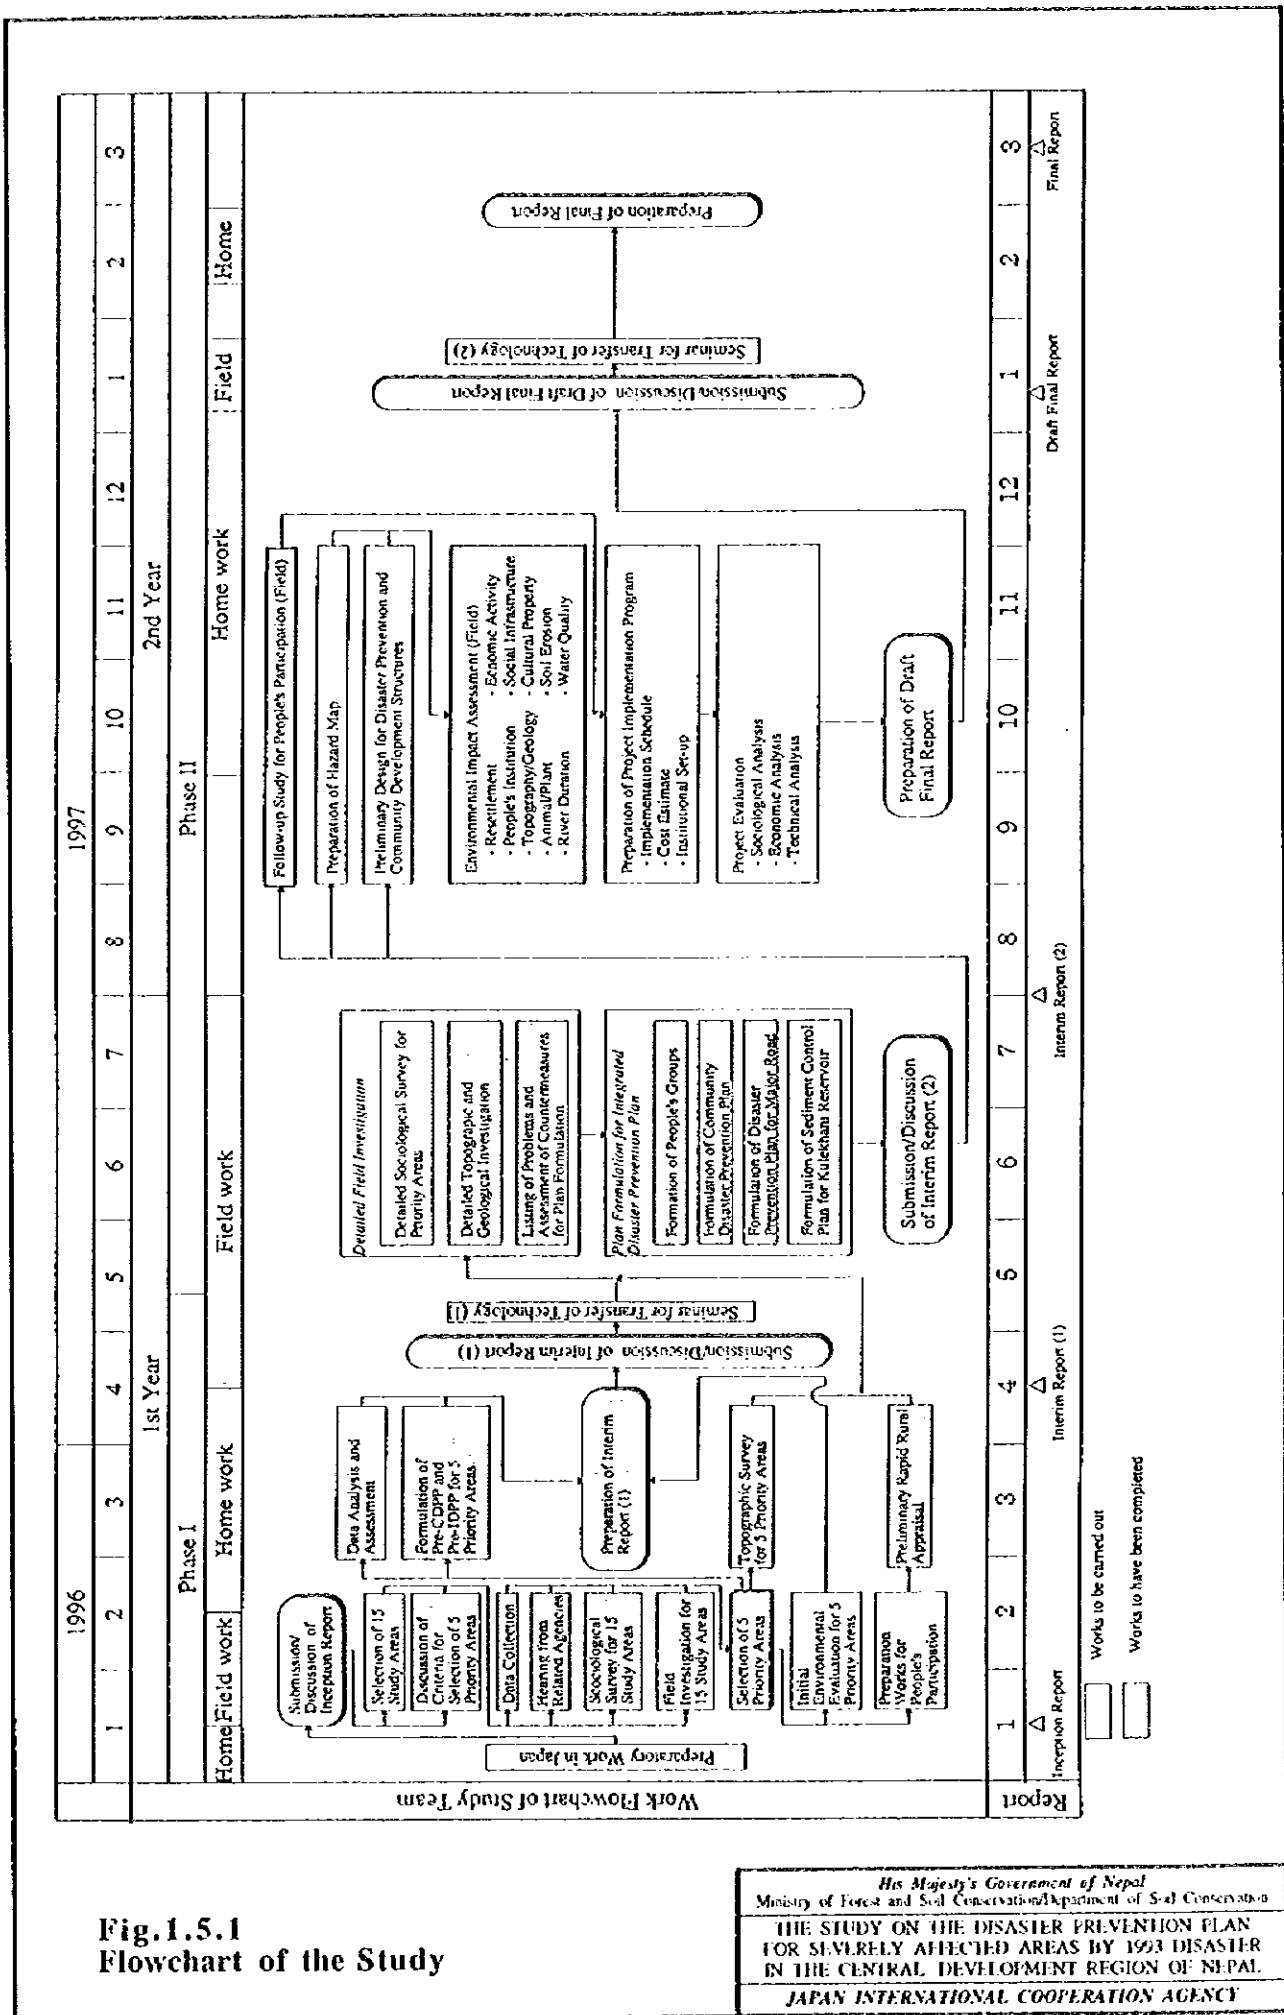 1996
1997
1st Year
2nd Year
Phase I
Phase II
Home
Field work
Home work
Field work
Home work
Field
Home
1
2
3
4
5
6
7
8
9
10
11
12
1
2
3
Work Flowchart of Study Team
Preparatory Work in Japan
Submission/
Discussion of
Inception Report
Selection of 15
Study Areas
Discussion of
Criteria for
Selection of 5
Priority Areas
Data Collection
Hearing from
Related Agencies
Scociological
Survey for 15
Study Areas
Field
Investigation for
15 Study Areas
Selection of 5
Priority Areas
Initial
Environmental
Evaluation for 5
Priority Areas
Preparation
Works for
People's
Participation
Data Analysis and
Assessment
Formulation of
Pre-CDPP and
Pre-IDPP for 5
Priority Areas
Preparation of Interim
Report (1)
Topographic Survey
for 5 Priority Areas
Preliminary Rapid Rural
Appraisal
Submission/Discussion of Interim Report (1)
Seminar for Transfer of Technology (1)
Detailed Field Investigation
Detailed Sociological Survey for
Priority Areas
Detailed Topograpic and
Geological Investigation
Listing of Problems and
Assessment of Countermeasures
for Plan Formulation
Plan Formulation for Integrated
Disaster Prevention Plan
Formation of People's Groups
Formulation of Community
Disaster Prevention Plan
Formulation of Disaster
Prevention Plan for Major Road
Formulation of Sediment Control
Plan for Kulekhani Reservoir
Submission/Discussion
of Interim Report (2)
Follow-up Study for People's Participation (Field)
Preparation of Hazard Map
Preliminary Design for Disaster Prevention and
Community Development Structures
Environmental Impact Assessment (Field)
- Resettlement - Economic Activity
- People's Institution - Social Infrastructure
- Topography/Geology - Cultural Property
- Animal/Plant - Soil Erosion
- River Duration - Water Quality
Preparation of Project Implementation Program
- Implementation Schedule
- Cost Estimate
- Institutional Set-up
Project Evaluation
- Sociological Analysis
- Economic Analysis
- Technical Analysis
Preparation of Draft
Final Report
Submission/Discussion of Draft Final Report
Seminar for Transfer of Technology (2)
Preparation of Final Report
Report
1
2
3
4
5
6
7
8
9
10
11
12
1
2
3
Inception Report
Interim Report (1)
Interim Report (2)
Draft Final Report
Final Report
Works to be carried out
Works to have been completed
Fig.1.5.1
Flowchart of the Study
His Majesty's Government of Nepal
Ministry of Forest and Soil Conservation/Department of Soil Conservation
THE STUDY ON THE DISASTER PREVENTION PLAN
FOR SEVERELY AFFECTED AREAS BY 1993 DISASTER
IN THE CENTRAL DEVELOPMENT REGION OF NEPAL
JAPAN INTERNATIONAL COOPERATION AGENCY